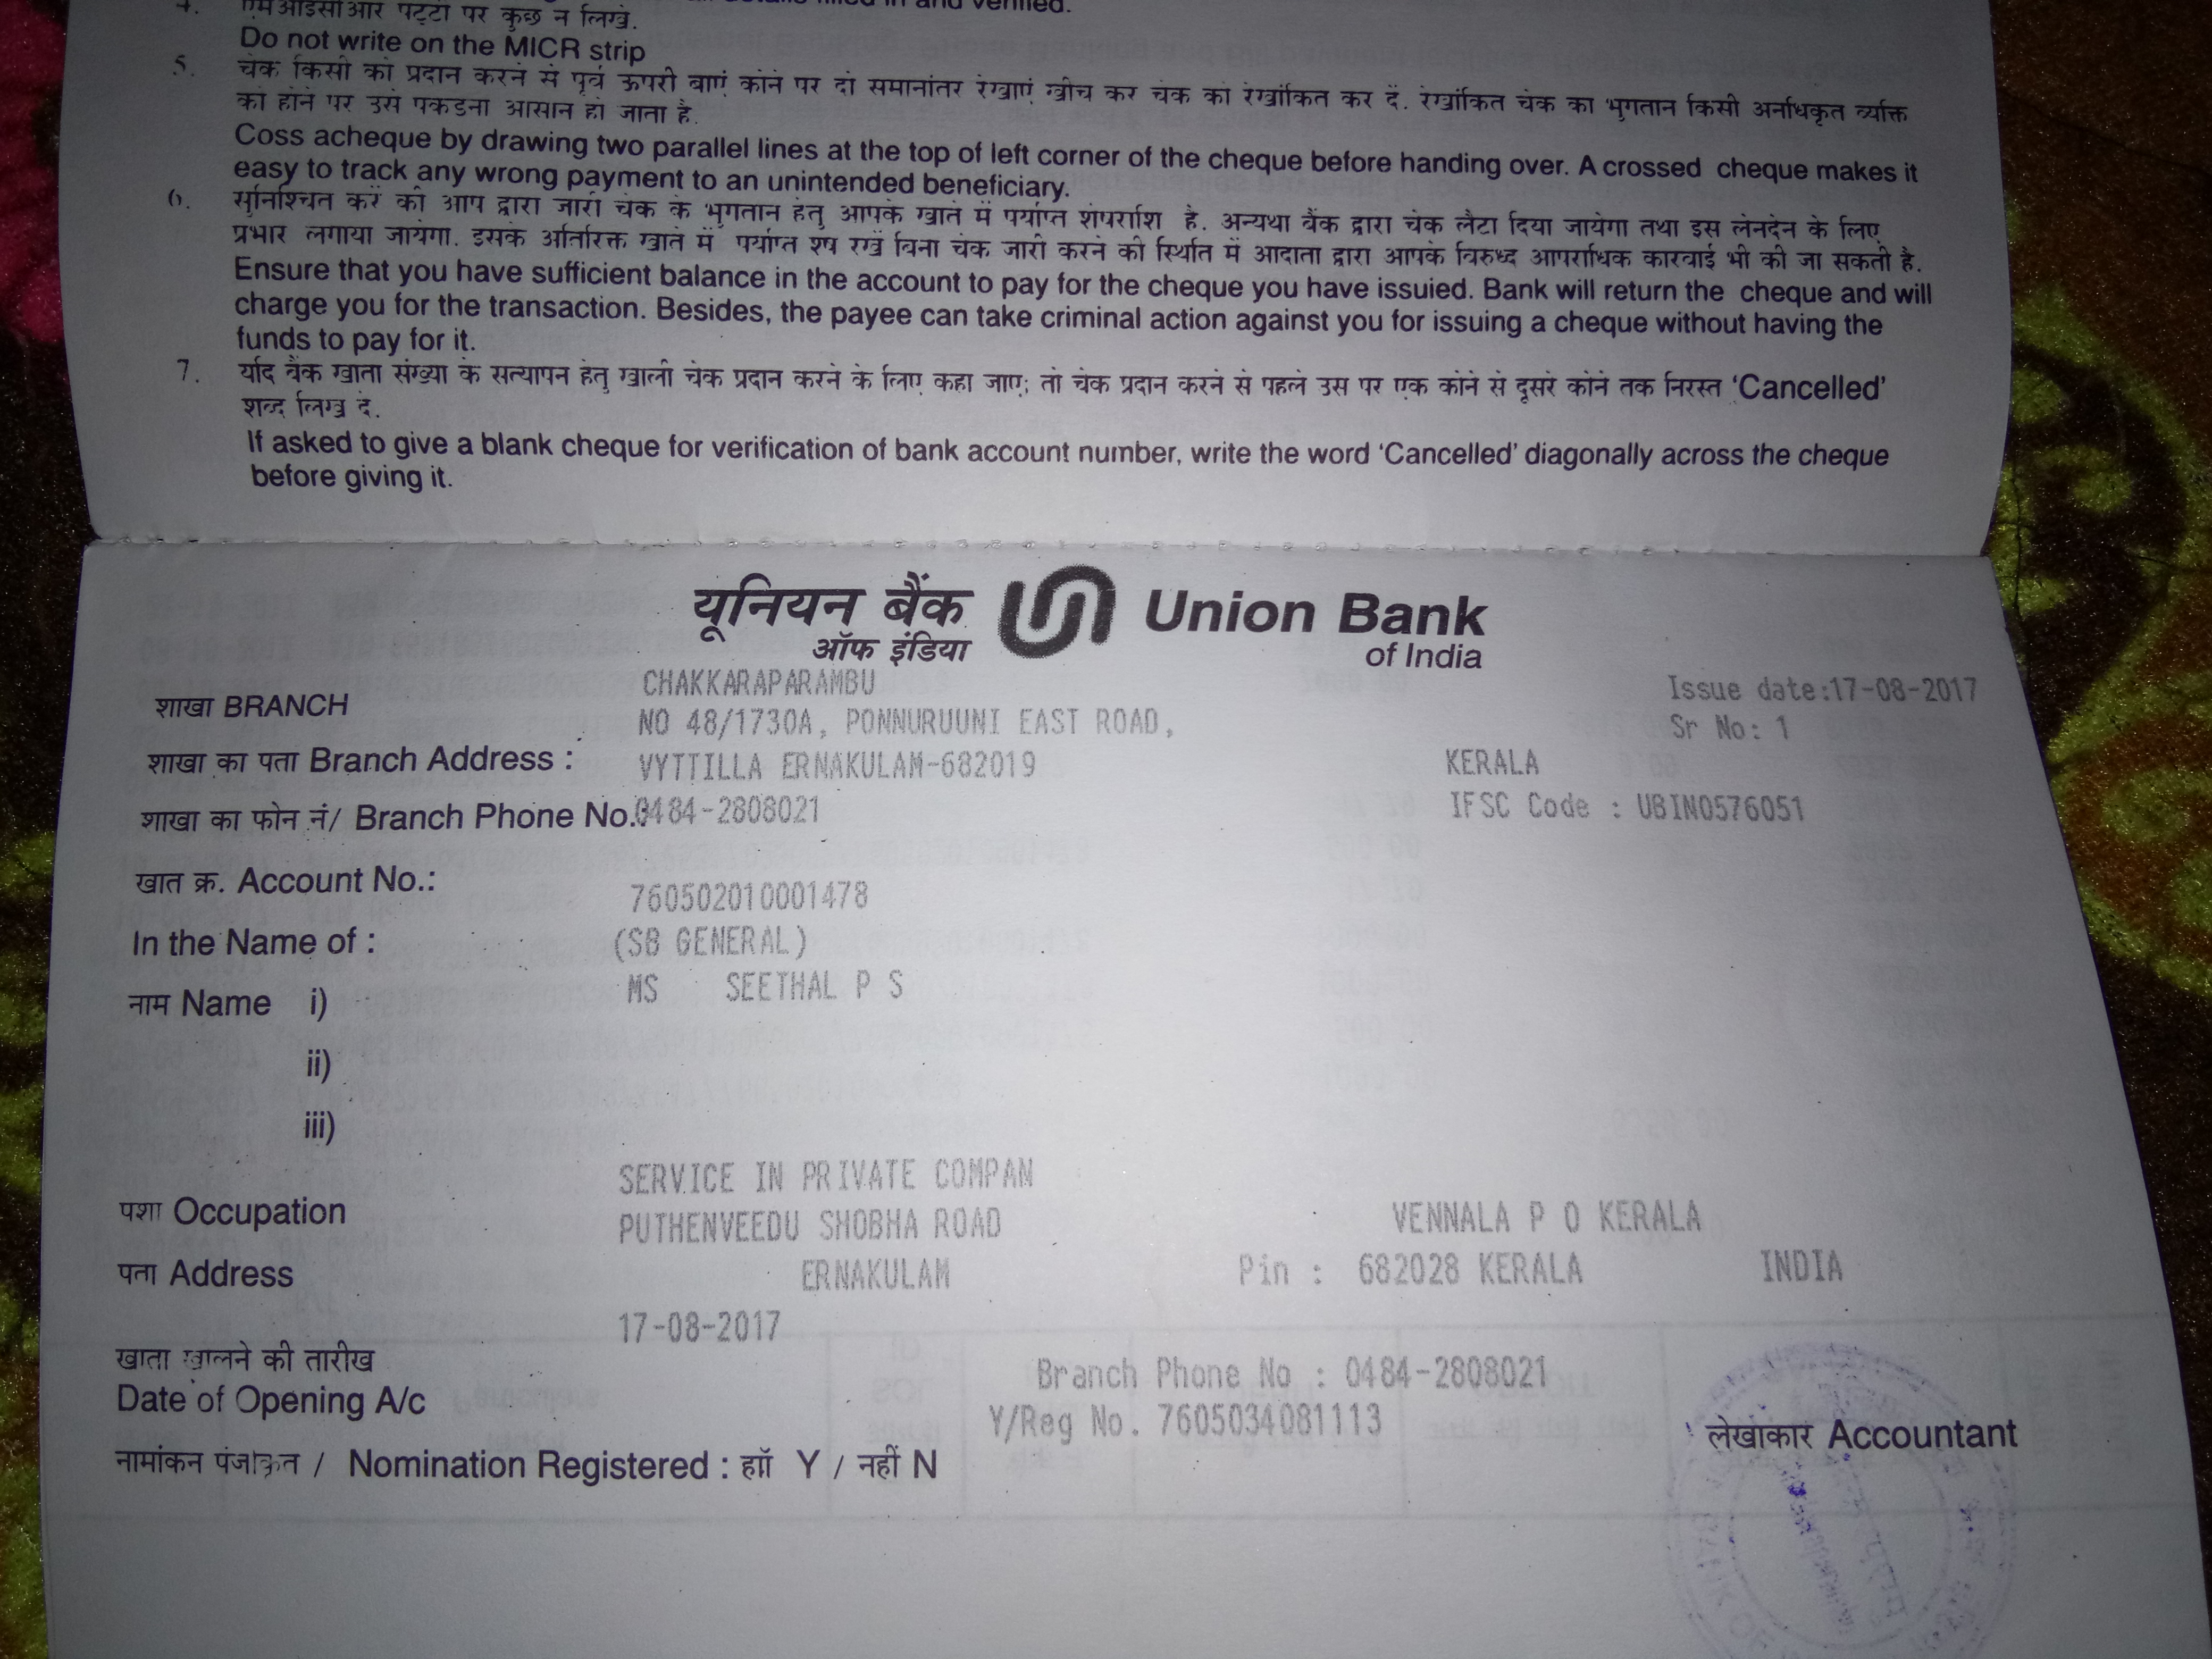 4. एमआइसीआर पट्टी पर कुछ न लिखे.
Do not write on the MICR strip
5. चेक किसी को प्रदान करने से पूर्व ऊपरी बाएं कोने पर दो समानांतर रेखाएं खीच कर चेक को रेखांकित कर दें. रेखांकित चेक का भुगतान किसी अनधिकृत व्यक्ति
को होने पर उसे पकडना आसान हो जाता है.
Coss acheque by drawing two parallel lines at the top of left corner of the cheque before handing over. A crossed cheque makes it
easy to track any wrong payment to an unintended beneficiary.
6. सुनिश्चित करें की आप द्वारा जारी चेक के भुगतान हेतु आपके खाते में पर्याप्त शेषराशि है. अन्यथा बैंक द्वारा चेक लैटा दिया जायेगा तथा इस लेनदेन के लिए
प्रभार लगाया जायेगा. इसके अतिरिक्त खाते में पर्याप्त श्ष रखें बिना चेक जारी करने की स्थिति में आदाता द्वारा आपके विरुध्द आपराधिक कारवाई भी की जा सकती है.
Ensure that you have sufficient balance in the account to pay for the cheque you have issuied. Bank will return the cheque and will
charge you for the transaction. Besides, the payee can take criminal action against you for issuing a cheque without having the
funds to pay for it.
7. यदि बैंक खाता संख्या के सत्यापन हेतु खाली चेक प्रदान करने के लिए कहा जाए; तो चेक प्रदान करने से पहले उस पर एक कोने से दूसरे कोने तक निरस्त 'Cancelled'
शब्द लिख दे.
If asked to give a blank cheque for verification of bank account number, write the word 'Cancelled' diagonally across the cheque
before giving it.
यूनियन बैंक Union Bank
ऑफ इंडिया of India
शाखा BRANCH CHAKKARAPARAMBU Issue date:17-08-2017
NO 48/1730A, PONNURUUNI EAST ROAD, Sr No: 1
शाखा का पता Branch Address : VYTTILLA ERNAKULAM-682019 KERALA
शाखा का फोन नं/ Branch Phone No.: 0484-2808021 IFSC Code : UBIN0576051
खात क्र. Account No.: 760502010001478
In the Name of : (SB GENERAL)
नाम Name i) MS SEETHAL P S
ii)
iii)
पशा Occupation SERVICE IN PRIVATE COMPAN
PUTHENVEEDU SHOBHA ROAD VENNALA P O KERALA
पता Address ERNAKULAM Pin : 682028 KERALA INDIA
17-08-2017
खाता खालने की तारीख
Date of Opening A/c Branch Phone No : 0484-2808021
Y/Reg No. 7605034081113
लेखाकार Accountant
नामांकन पंजीकृत / Nomination Registered : हाॅं Y / नहीं N
BANK OF